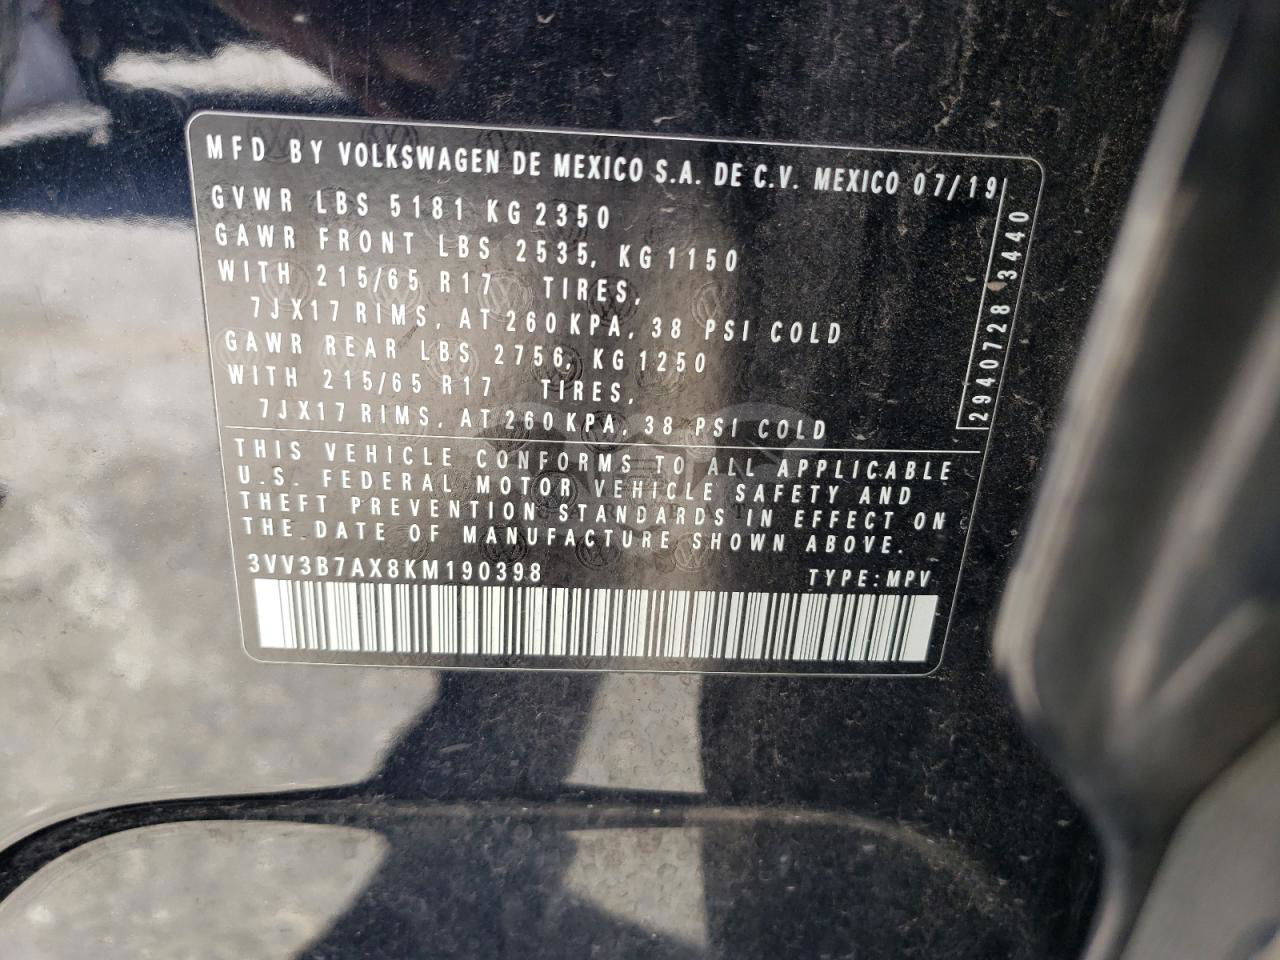 MFD BY VOLKSWAGEN DE MEXICO S.A. DE C.V. MEXICO 07/19
GVWR LBS 5181 KG 2350
GAWR FRONT LBS 2535, KG 1150
WITH 215/65 R17 TIRES,
7JX17 RIMS, AT 260 KPA, 38 PSI COLD
GAWR REAR LBS 2756, KG 1250
WITH 215/65 R17 TIRES,
7JX17 RIMS, AT 260 KPA, 38 PSI COLD
2940728 3440
THIS VEHICLE CONFORMS TO ALL APPLICABLE
U.S. FEDERAL MOTOR VEHICLE SAFETY AND
THEFT PREVENTION STANDARDS IN EFFECT ON
THE DATE OF MANUFACTURE SHOWN ABOVE.
3VV3B7AX8KM190398 TYPE: MPV